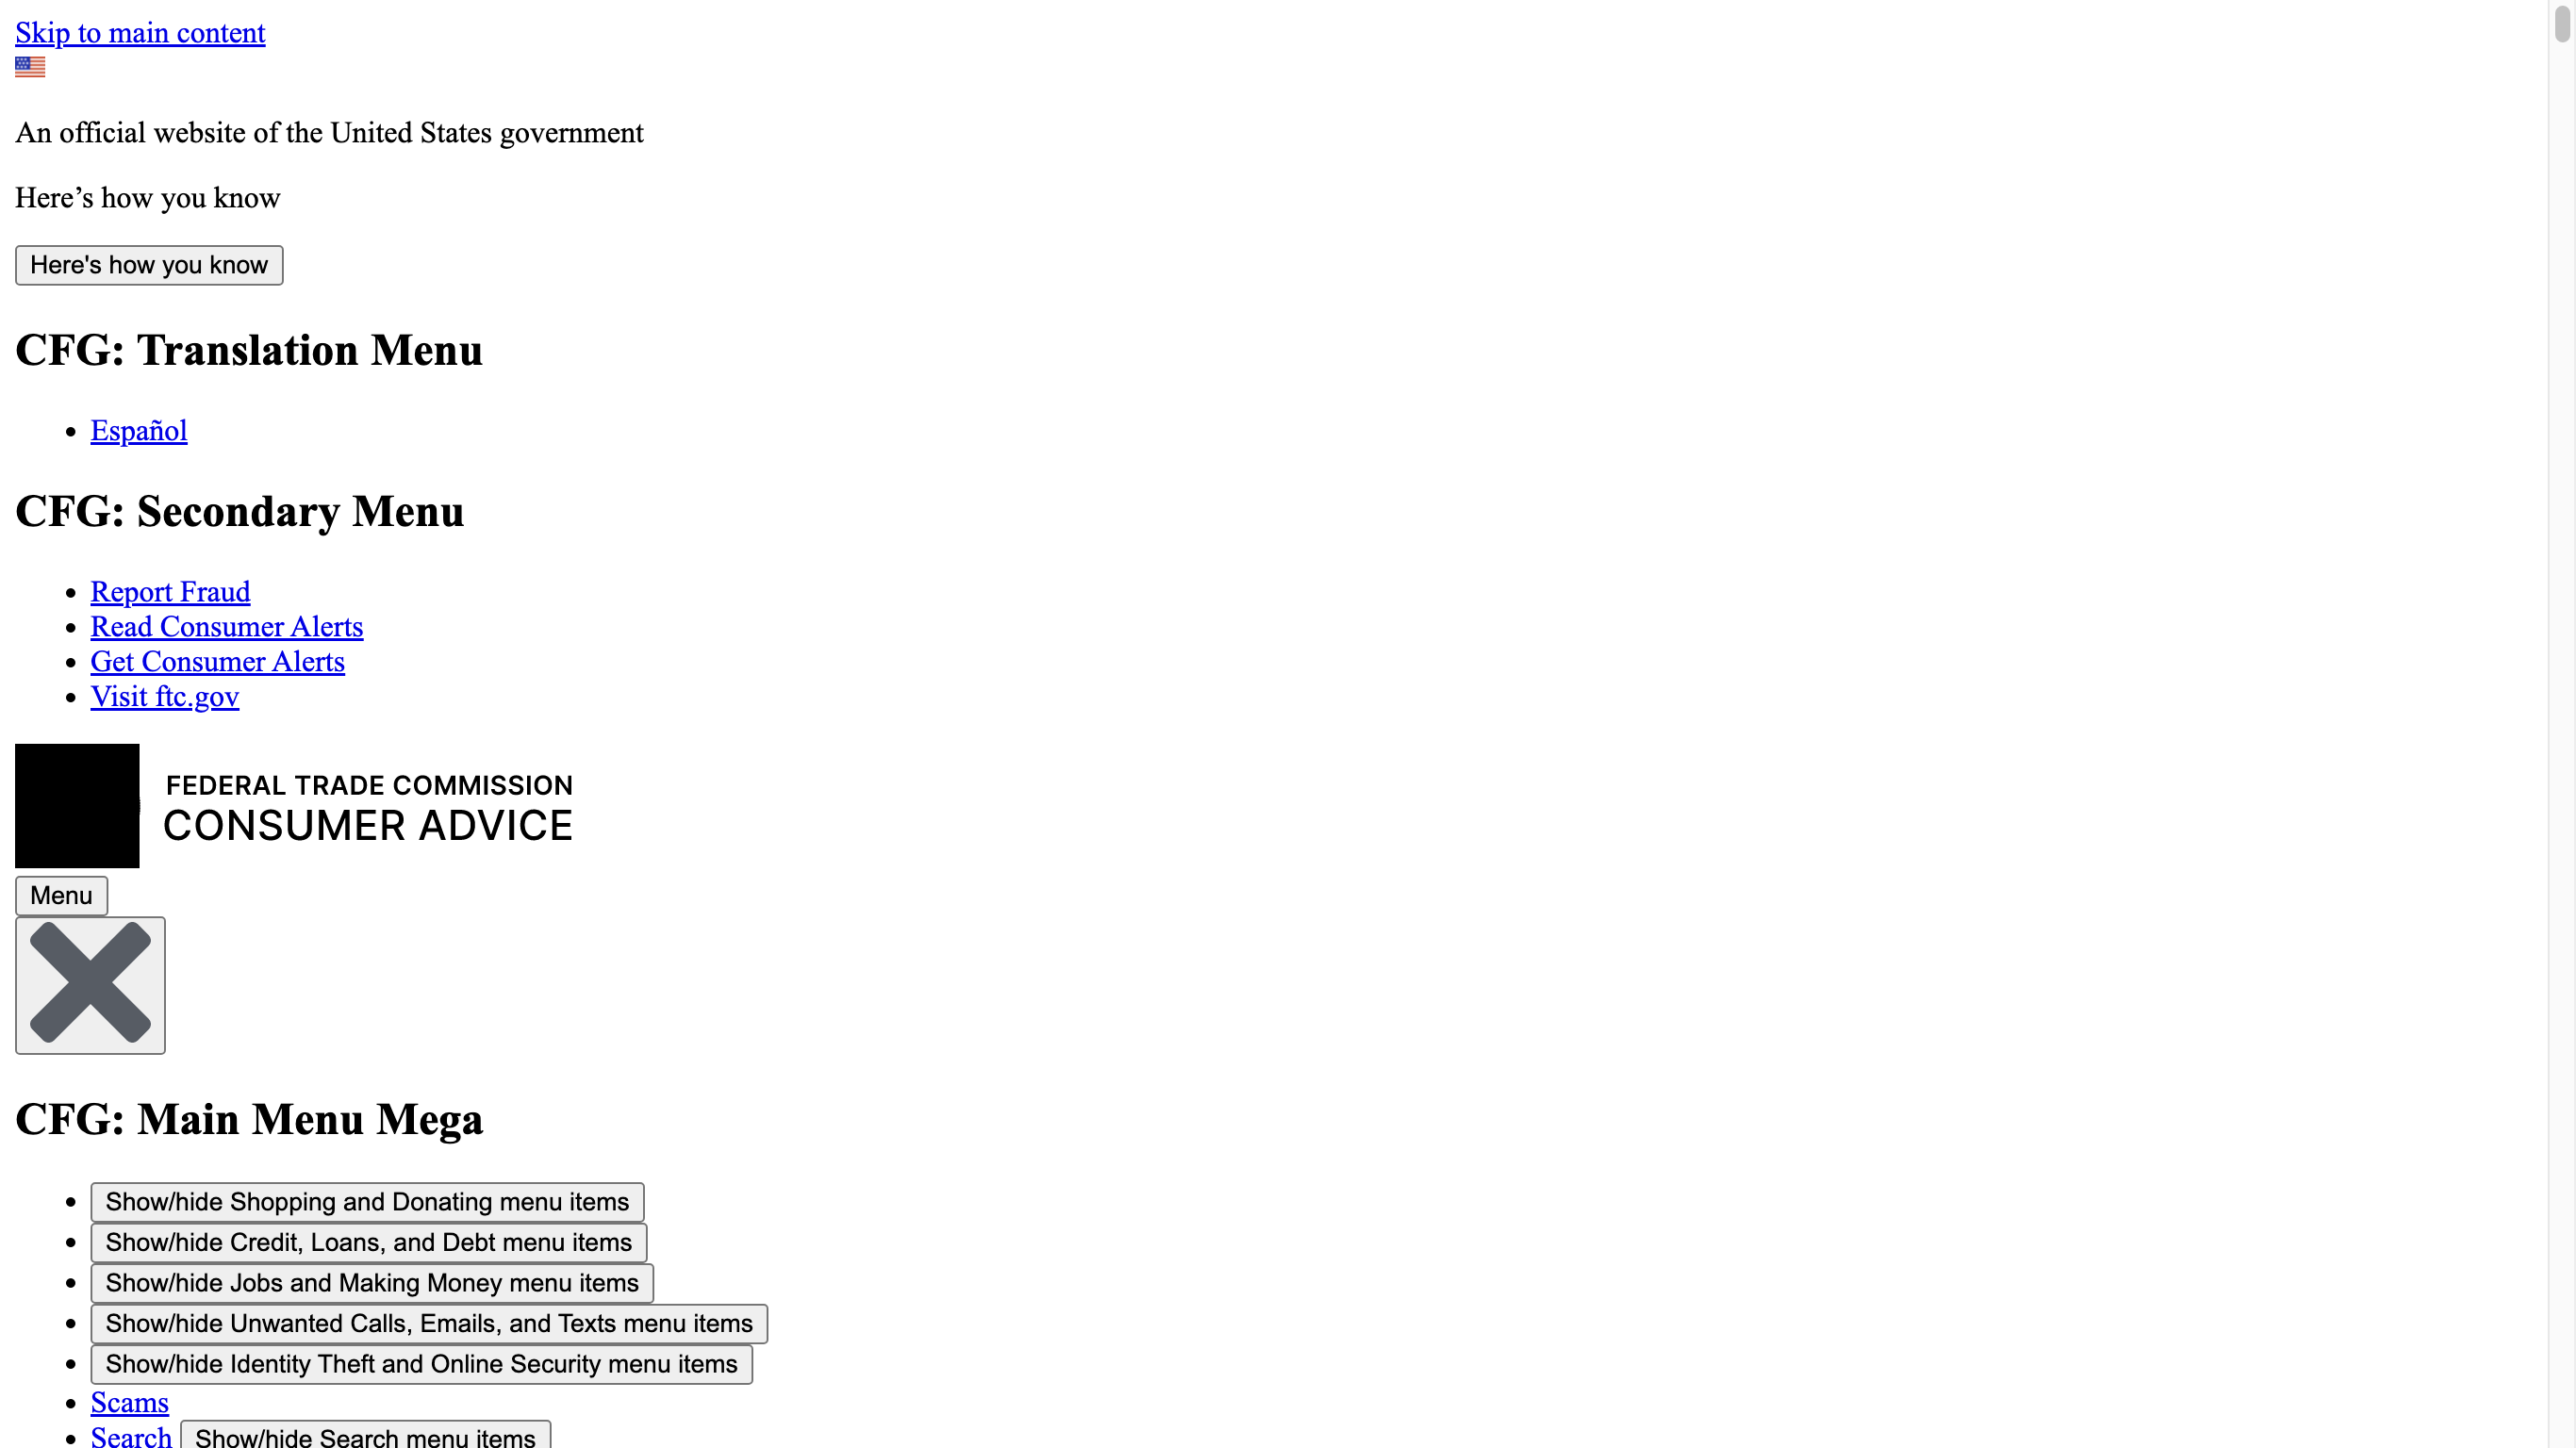 Skip to main content
An official website of the United States government
Here’s how you know
Here's how you know
CFG: Translation Menu
Español
CFG: Secondary Menu
Report Fraud
Read Consumer Alerts
Get Consumer Alerts
Visit ftc.gov
FEDERAL TRADE COMMISSION
CONSUMER ADVICE
Menu
CFG: Main Menu Mega
Show/hide Shopping and Donating menu items
Show/hide Credit, Loans, and Debt menu items
Show/hide Jobs and Making Money menu items
Show/hide Unwanted Calls, Emails, and Texts menu items
Show/hide Identity Theft and Online Security menu items
Scams
Search Show/hide Search menu items